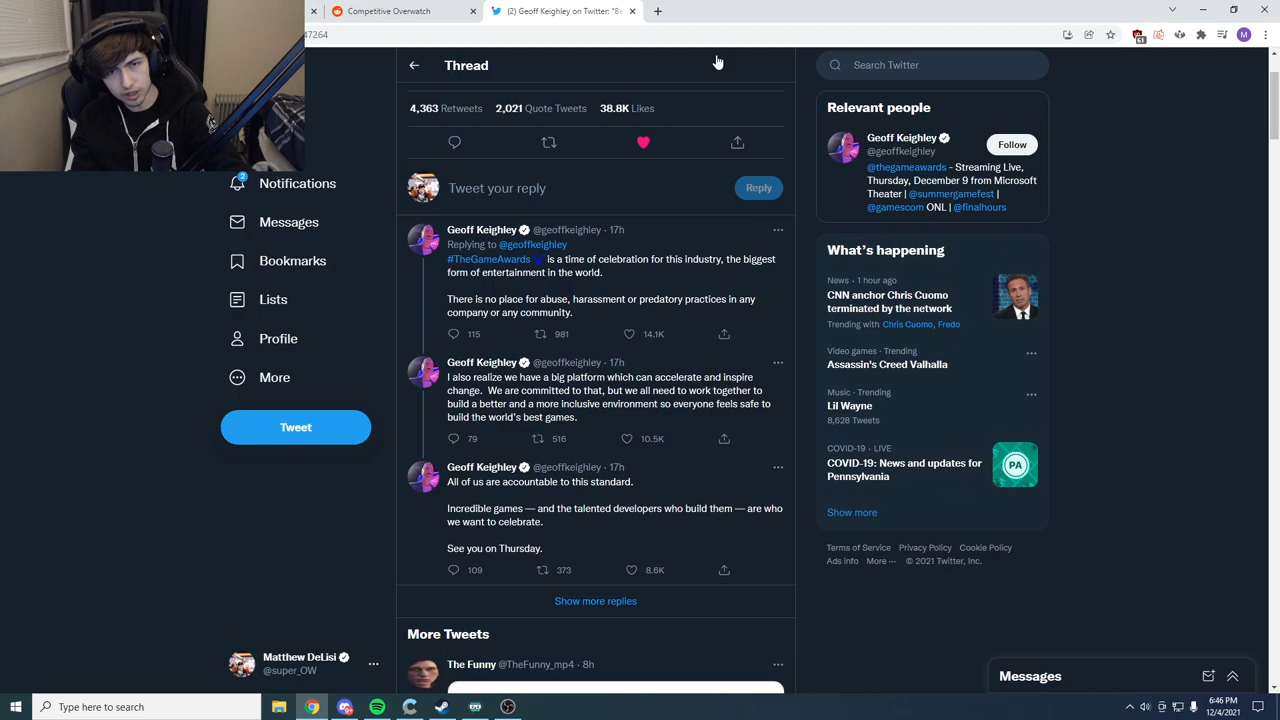 Competitive Overwatch
(2) Geoff Keighley on Twitter: "Be
47264
61
M
Thread
4,363 Retweets 2,021 Quote Tweets 38.8K Likes
Tweet your reply
Reply
2
Notifications
Messages
Bookmarks
Lists
Profile
More
Tweet
Matthew DeLisi
@super_OW
Geoff Keighley @geoffkeighley · 17h
Replying to @geoffkeighley
#TheGameAwards is a time of celebration for this industry, the biggest
form of entertainment in the world.
There is no place for abuse, harassment or predatory practices in any
company or any community.
115 981 14.1K
Geoff Keighley @geoffkeighley · 17h
I also realize we have a big platform which can accelerate and inspire
change. We are committed to that, but we all need to work together to
build a better and a more inclusive environment so everyone feels safe to
build the world's best games.
79 516 10.5K
Geoff Keighley @geoffkeighley · 17h
All of us are accountable to this standard.
Incredible games — and the talented developers who build them — are who
we want to celebrate.
See you on Thursday.
109 373 8.6K
Show more replies
More Tweets
The Funny @TheFunny_mp4 · 8h
Search Twitter
Relevant people
Geoff Keighley
@geoffkeighley
Follow
@thegameawards - Streaming Live,
Thursday, December 9 from Microsoft
Theater | @summergamefest |
@gamescom ONL | @finalhours
What's happening
News · 1 hour ago
CNN anchor Chris Cuomo
terminated by the network
Trending with Chris Cuomo, Fredo
Video games · Trending
Assassin's Creed Valhalla
Music · Trending
Lil Wayne
8,628 Tweets
COVID-19 · LIVE
COVID-19: News and updates for
Pennsylvania
PA
Show more
Terms of Service Privacy Policy Cookie Policy
Ads info More ··· © 2021 Twitter, Inc.
Messages
Type here to search
6:46 PM
12/4/2021